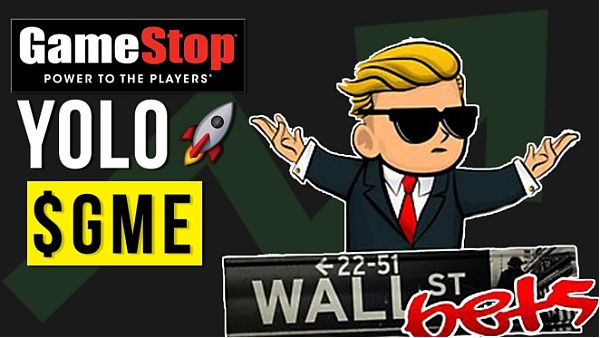 GameStop
POWER TO THE PLAYERS
YOLO
$GME
←22-51
WALL ST
bets